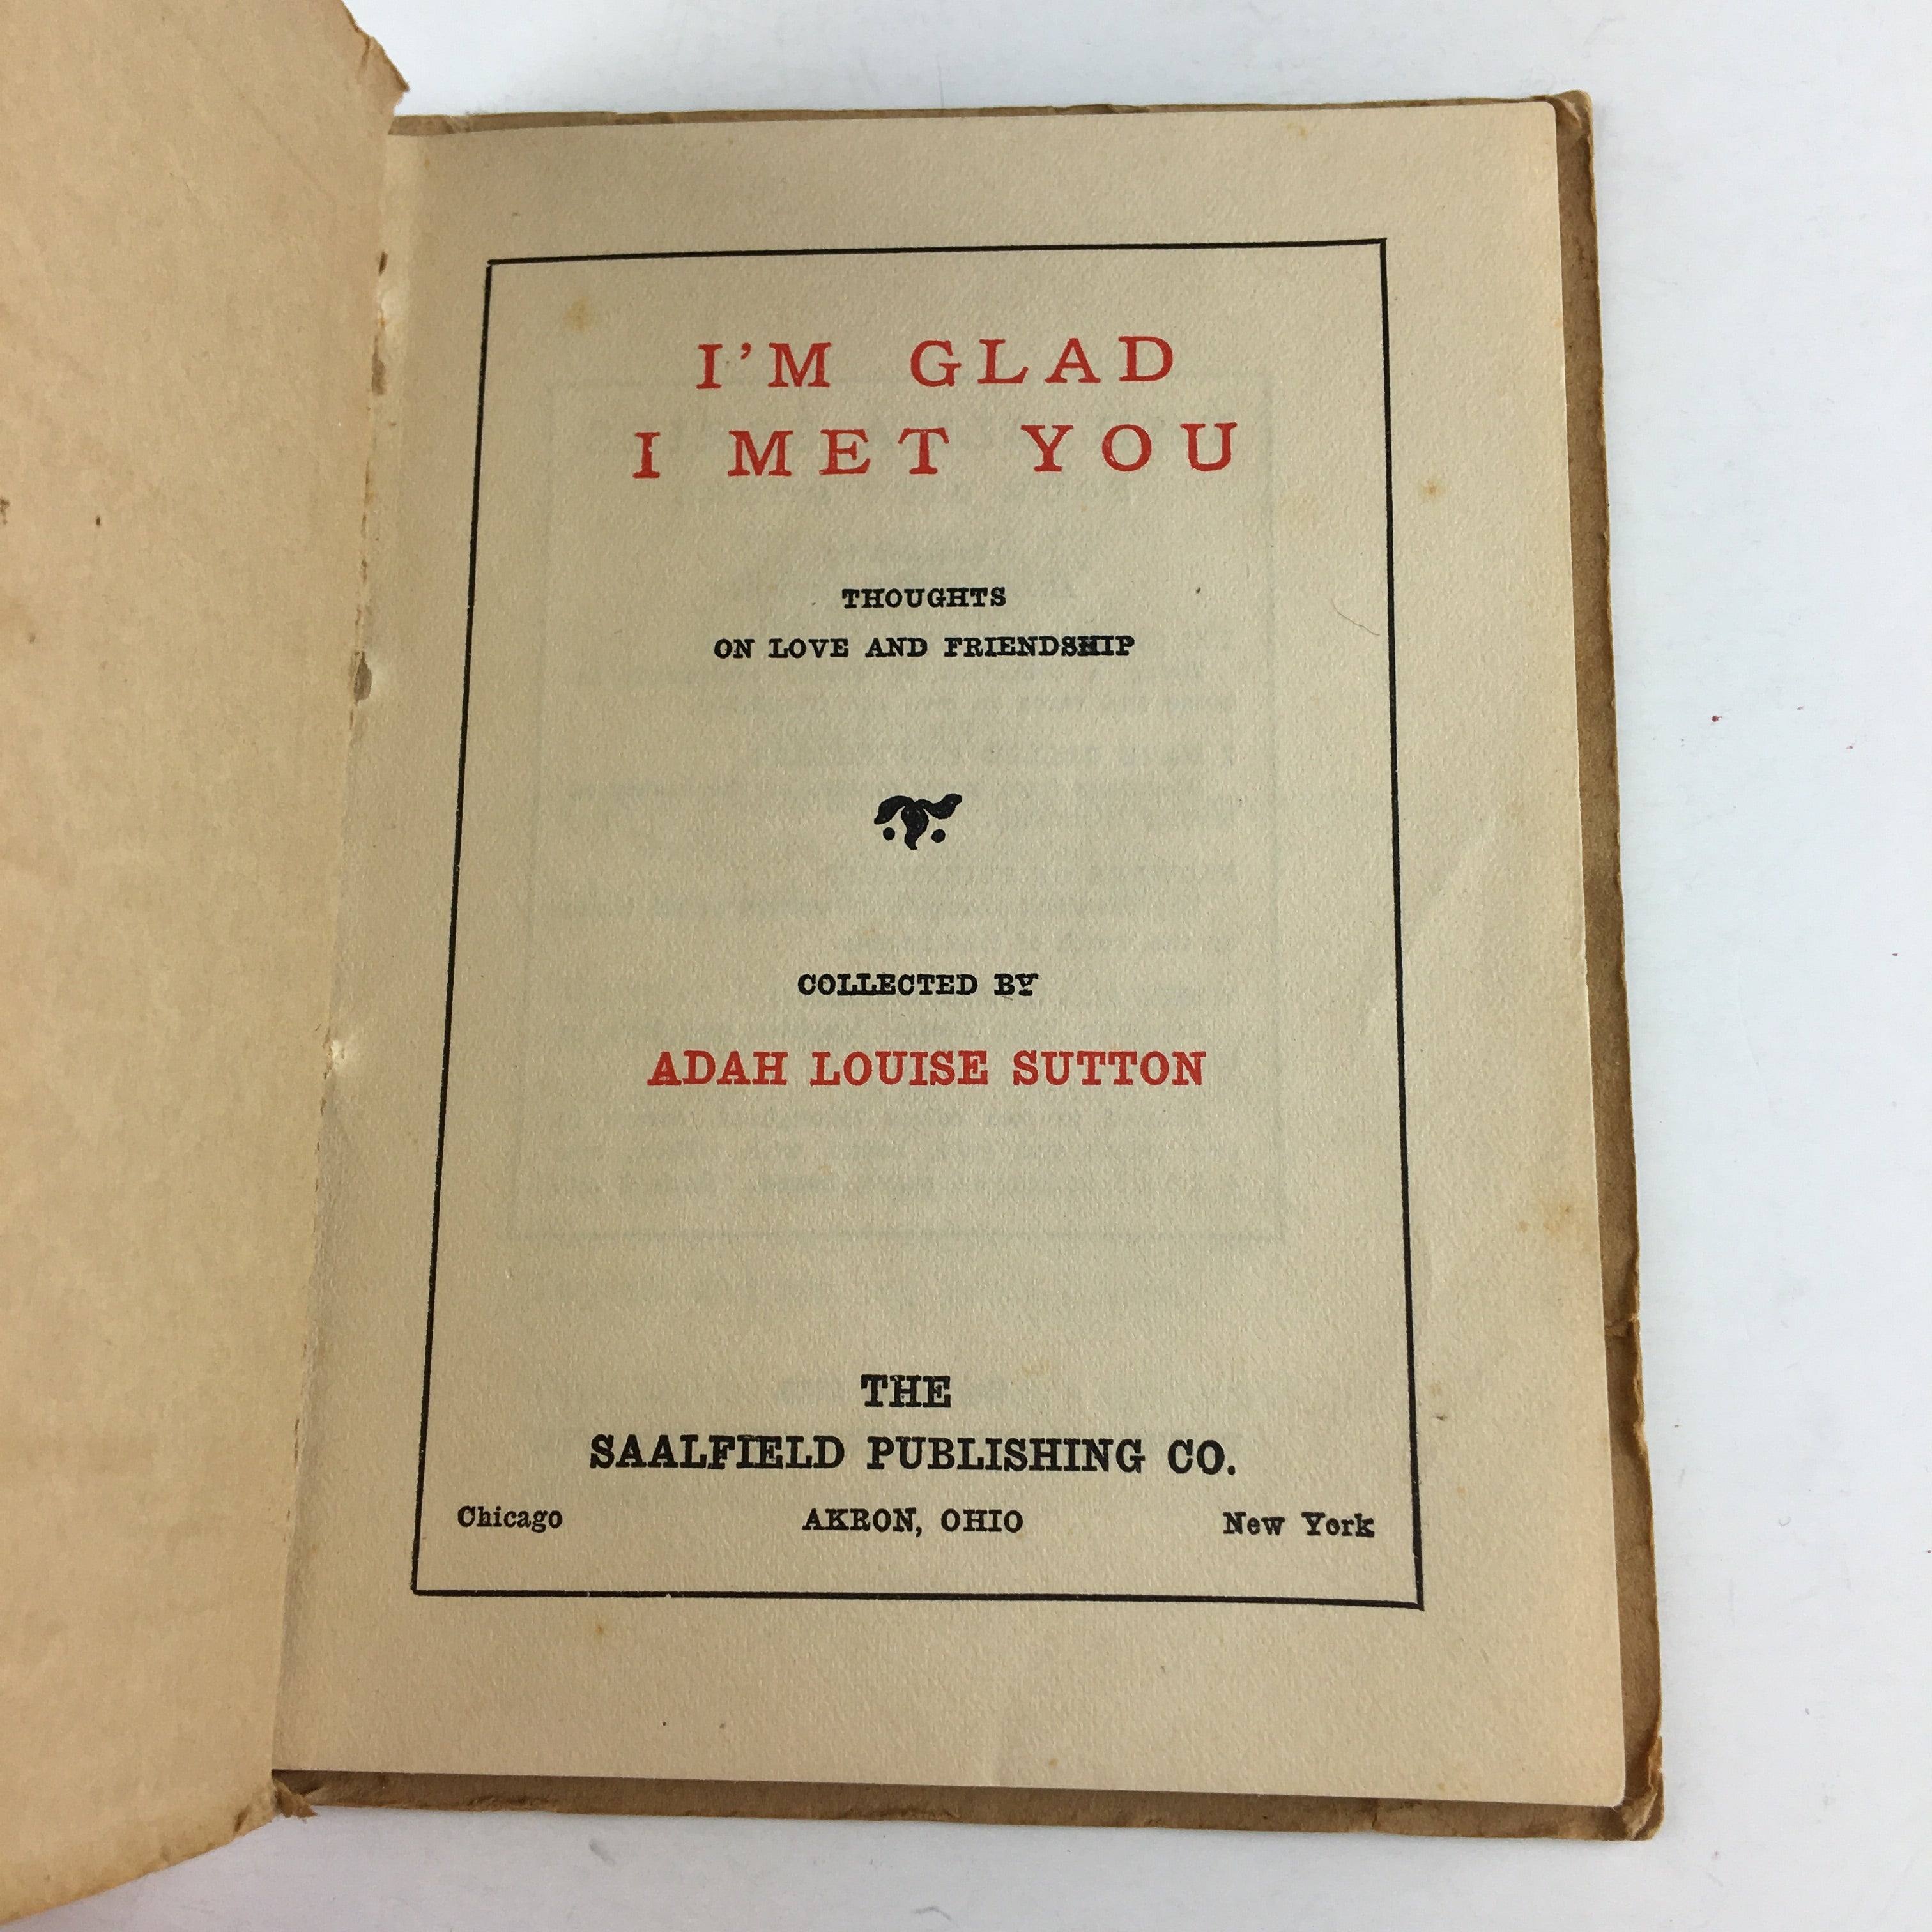 I'M GLAD
I MET YOU
THOUGHTS
ON LOVE AND FRIENDSHIP
COLLECTED BY
ADAH LOUISE SUTTON
THE
SAALFIELD PUBLISHING CO.
Chicago AKRON, OHIO New York